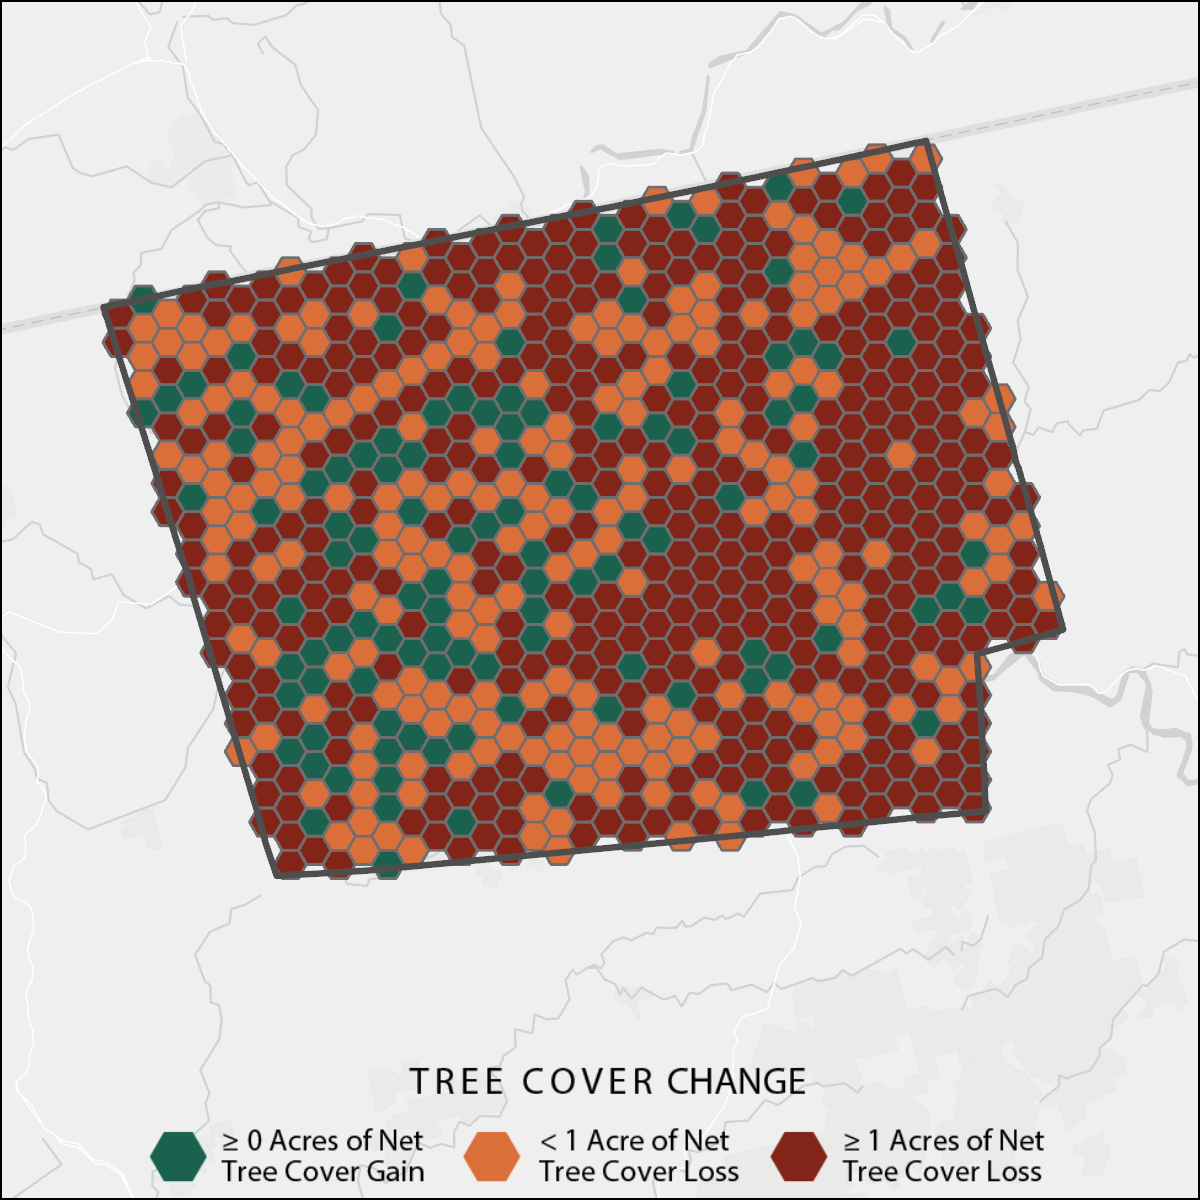 TREE COVER CHANGE
≥ 0 Acres of Net
Tree Cover Gain
< 1 Acre of Net
Tree Cover Loss
≥ 1 Acres of Net
Tree Cover Loss